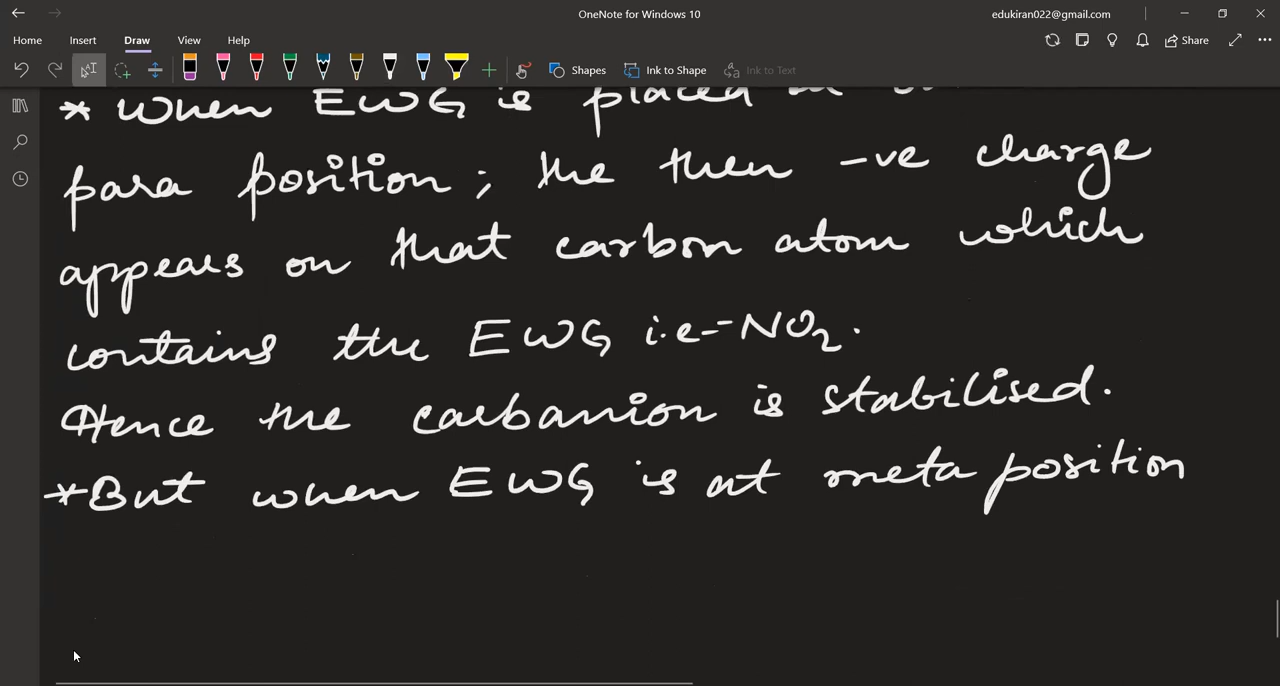 OneNote for Windows 10
edukiran022@gmail.com
Home Insert Draw View Help
Share
Shapes Ink to Shape Ink to Text
* When EWG is placed at
para position; the then -ve charge
appears on that carbon atom which
contains the EWG i.e -NO2.
Hence the carbanion is stabilised.
* But when EWG is at meta position